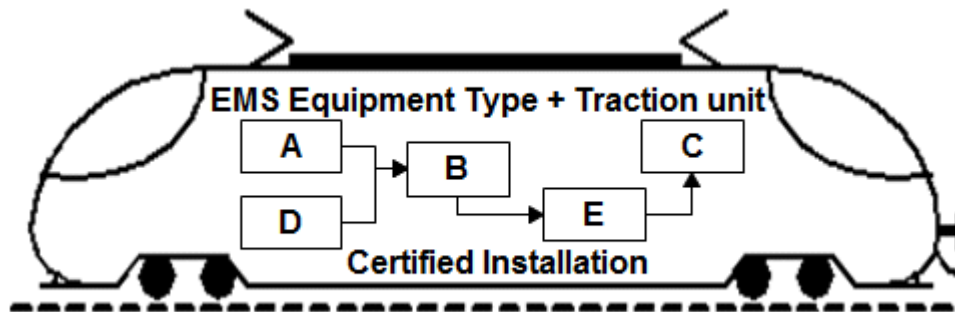 EMS Equipment Type + Traction unit
A
B
C
D
E
Certified Installation